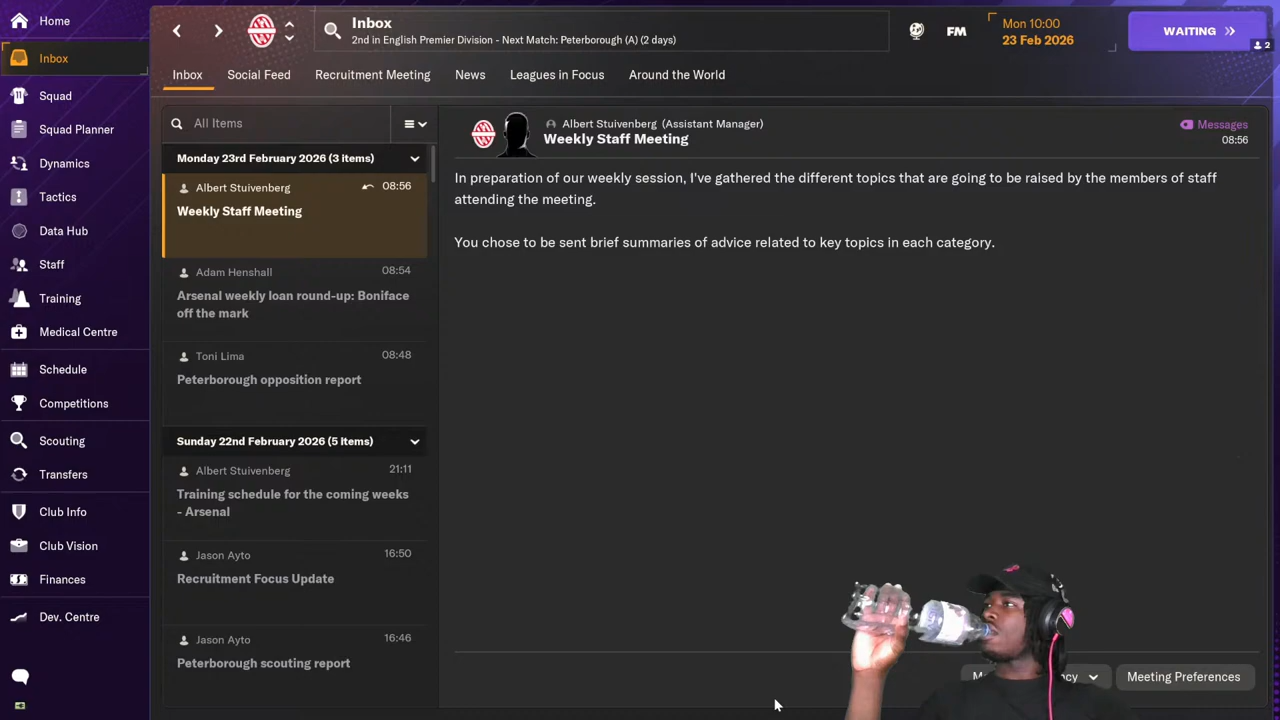 Home
Inbox
Squad
Squad Planner
Dynamics
Tactics
Data Hub
Staff
Training
Medical Centre
Schedule
Competitions
Scouting
Transfers
Club Info
Club Vision
Finances
Dev. Centre
Inbox
2nd in English Premier Division - Next Match: Peterborough (A) (2 days)
FM
Mon 10:00
23 Feb 2026
WAITING
2
Inbox
Social Feed
Recruitment Meeting
News
Leagues in Focus
Around the World
All Items
Monday 23rd February 2026 (3 items)
Albert Stuivenberg
08:56
Weekly Staff Meeting
Adam Henshall
08:54
Arsenal weekly loan round-up: Boniface
off the mark
Toni Lima
08:48
Peterborough opposition report
Sunday 22nd February 2026 (5 items)
Albert Stuivenberg
21:11
Training schedule for the coming weeks
- Arsenal
Jason Ayto
16:50
Recruitment Focus Update
Jason Ayto
16:46
Peterborough scouting report
Albert Stuivenberg (Assistant Manager)
Weekly Staff Meeting
Messages
08:56
In preparation of our weekly session, I've gathered the different topics that are going to be raised by the members of staff
attending the meeting.
You chose to be sent brief summaries of advice related to key topics in each category.
Meeting Preferences